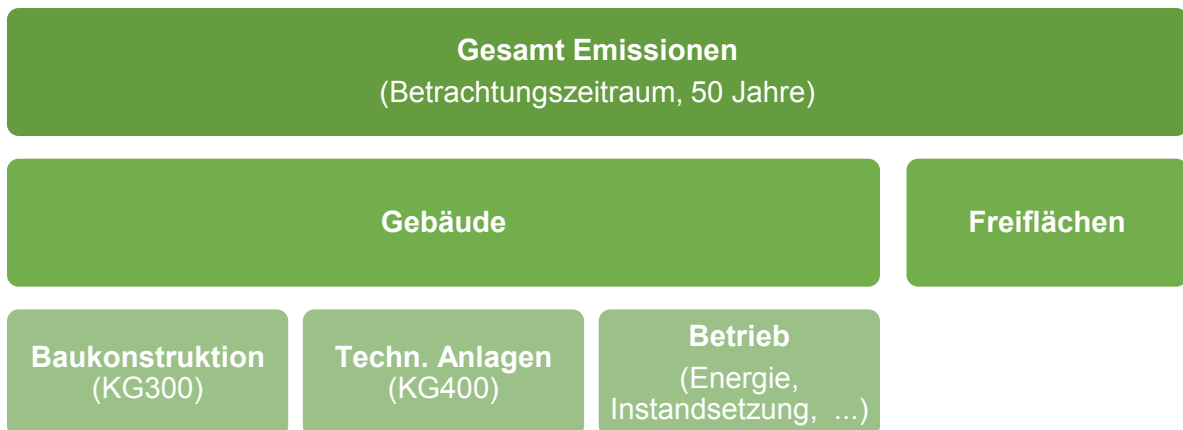 Gesamt Emissionen
(Betrachtungszeitraum, 50 Jahre)
Gebäude
Freiflächen
Baukonstruktion
(KG300)
Techn. Anlagen
(KG400)
Betrieb
(Energie,
Instandsetzung, ...)